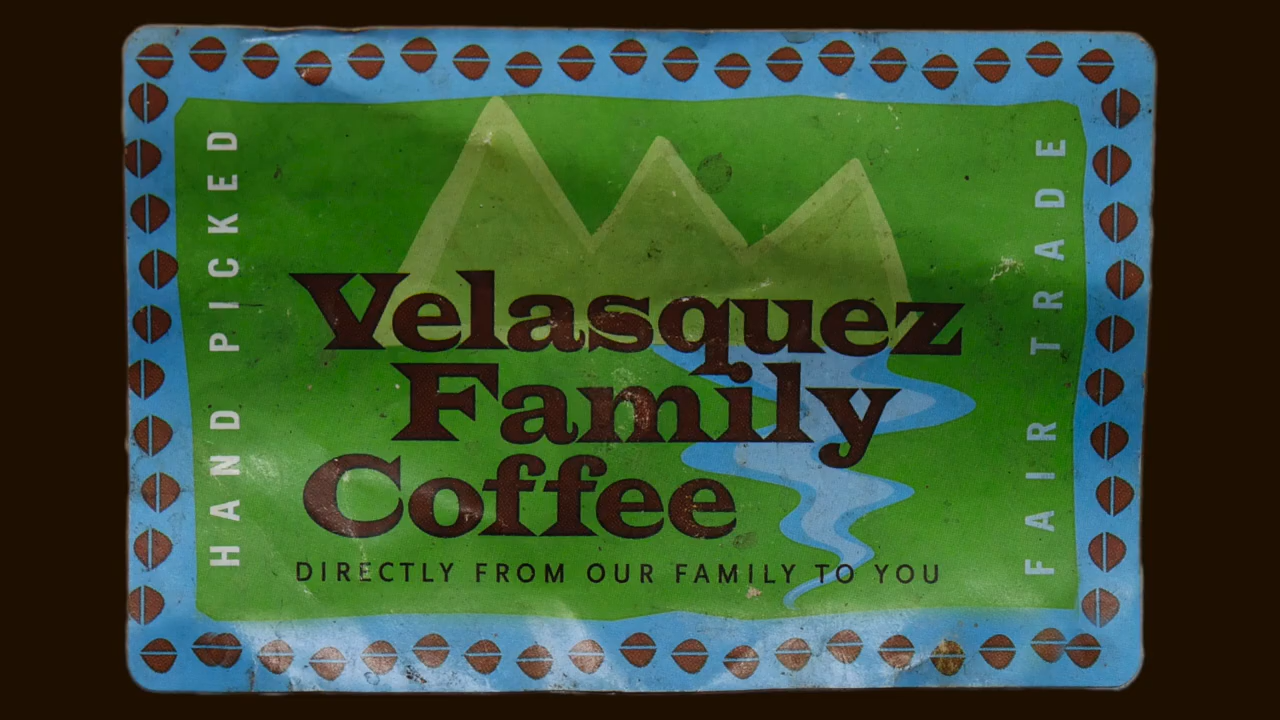 HAND PICKED
Velasquez
Family
Coffee
DIRECTLY FROM OUR FAMILY TO YOU
FAIR TRADE